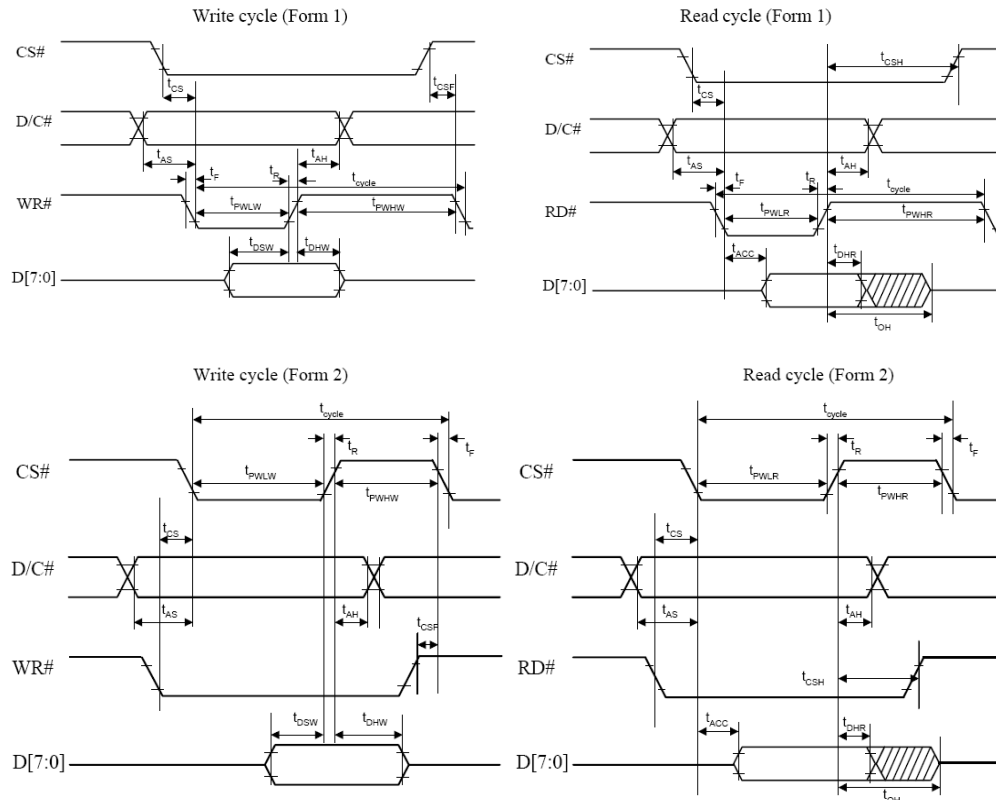 Write cycle (Form 1)
CS#
tCS
tCSF
D/C#
tAS
tAH
tF
tR
tcycle
WR#
tPWLW
tPWHW
tDSW
tDHW
D[7:0]
Read cycle (Form 1)
CS#
tCSH
tCS
D/C#
tAS
tAH
tF
tR
tcycle
RD#
tPWLR
tPWHR
tACC
tDHR
D[7:0]
tOH
Write cycle (Form 2)
tcycle
tR
tF
CS#
tPWLW
tPWHW
tCS
D/C#
tAS
tAH
tCSF
WR#
tDSW
tDHW
D[7:0]
Read cycle (Form 2)
tcycle
tR
tF
CS#
tPWLR
tPWHR
tCS
D/C#
tAS
tAH
RD#
tCSH
tACC
tDHR
D[7:0]
tOH